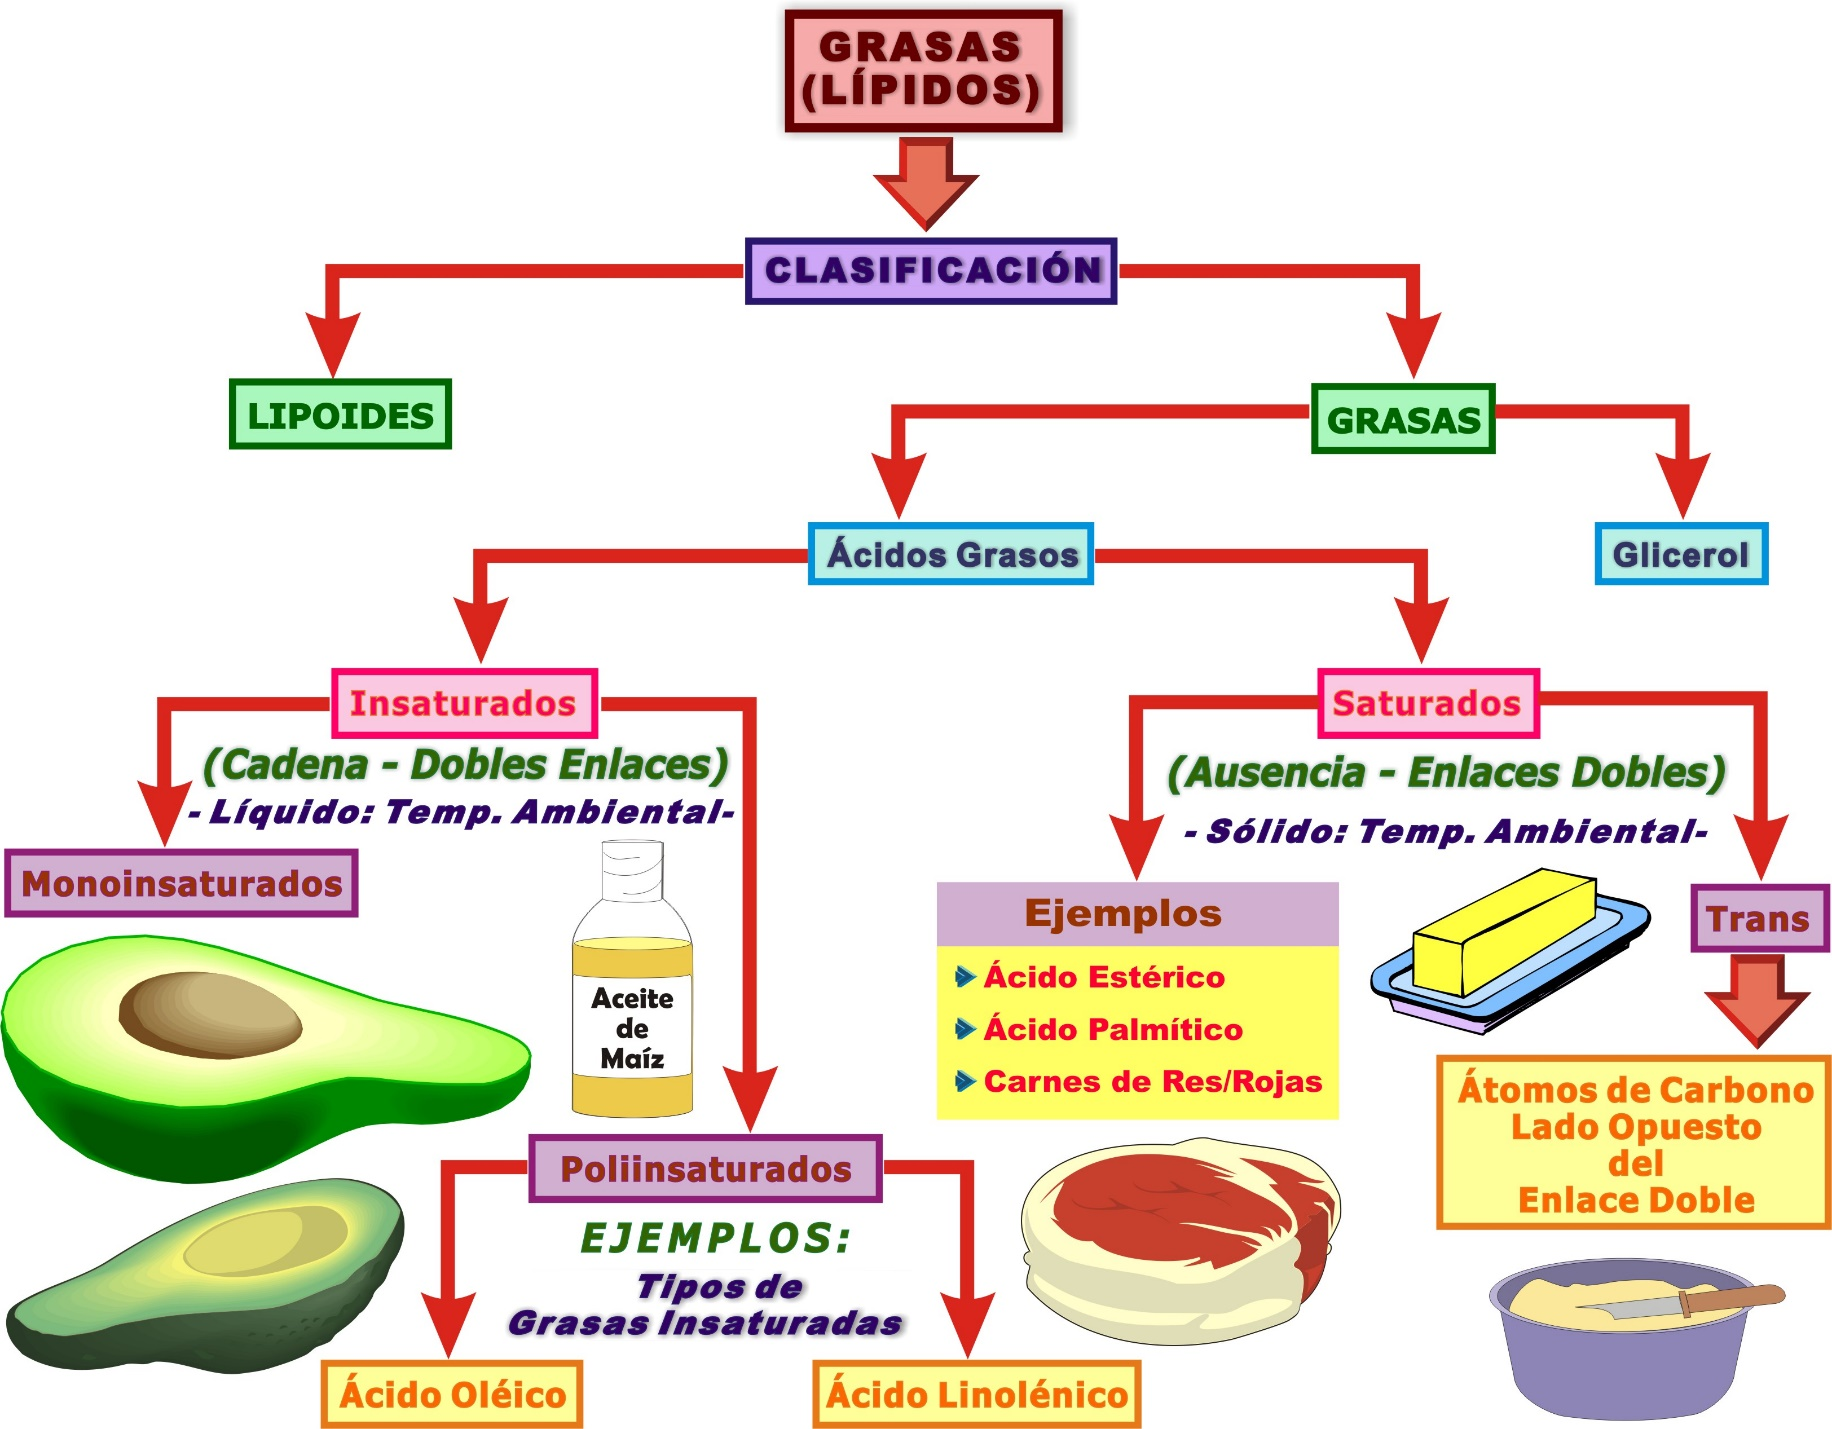 GRASAS
(LÍPIDOS)
CLASIFICACIÓN
LIPOIDES
GRASAS
Ácidos Grasos
Glicerol
Insaturados
(Cadena - Dobles Enlaces)
- Líquido: Temp. Ambiental-
Saturados
(Ausencia - Enlaces Dobles)
- Sólido: Temp. Ambiental-
Monoinsaturados
Aceite
de
Maíz
Ejemplos
Ácido Estérico
Ácido Palmítico
Carnes de Res/Rojas
Trans
Átomos de Carbono
Lado Opuesto
del
Enlace Doble
Poliinsaturados
EJEMPLOS:
Tipos de
Grasas Insaturadas
Ácido Oléico
Ácido Linolénico